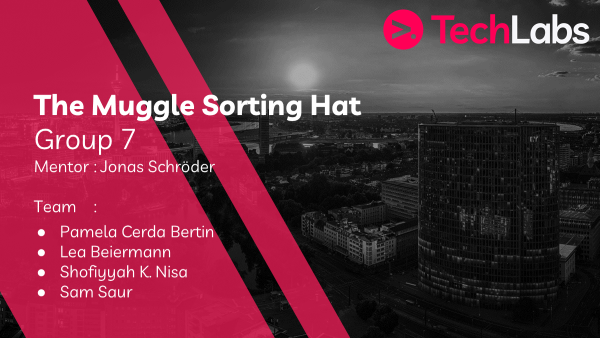 TechLabs
The Muggle Sorting Hat
Group 7
Mentor : Jonas Schröder
Team :
● Pamela Cerda Bertin
● Lea Beiermann
● Shofiyyah K. Nisa
● Sam Saur